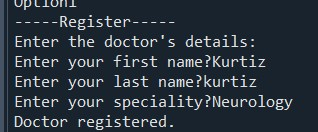 Option1
-----Register-----
Enter the doctor's details:
Enter your first name?Kurtiz
Enter your last name?kurtiz
Enter your speciality?Neurology
Doctor registered.